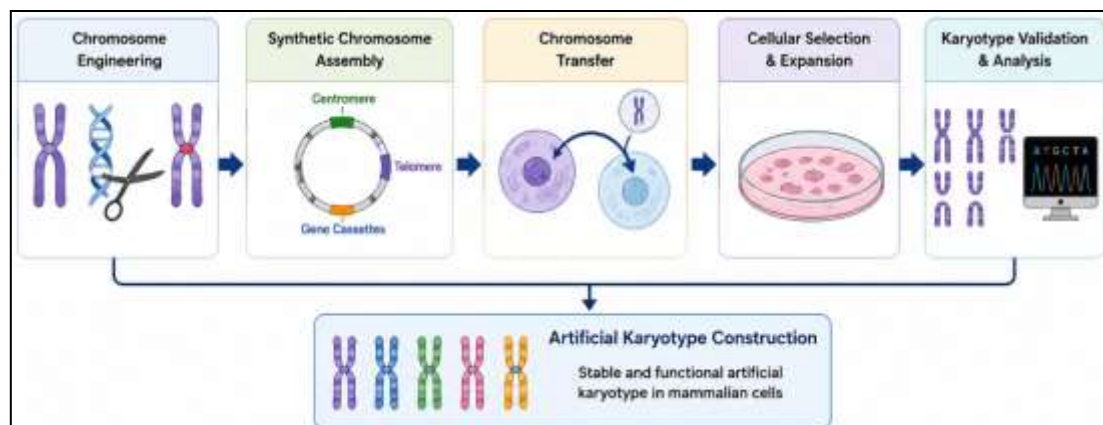 Chromosome
Engineering
Synthetic Chromosome
Assembly
Chromosome
Transfer
Cellular Selection
& Expansion
Karyotype Validation
& Analysis
Centromere
Telomere
Gene Cassettes
A T G C T A
Artificial Karyotype Construction
Stable and functional artificial
karyotype in mammalian cells